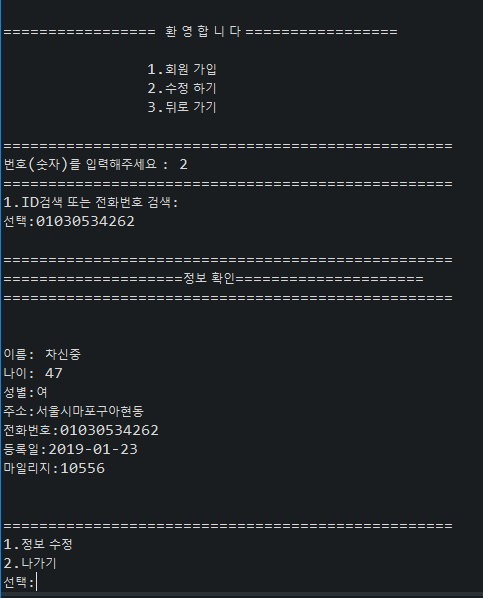 ================= 환 영 합 니 다 =================
1.회원 가입
2.수정 하기
3.뒤로 가기
==================================================
번호(숫자)를 입력해주세요 : 2
==================================================
1.ID검색 또는 전화번호 검색:
선택:01030534262
==================================================
====================정보 확인=====================
==================================================
이름: 차신중
나이: 47
성별:여
주소:서울시마포구아현동
전화번호:01030534262
등록일:2019-01-23
마일리지:10556
==================================================
1.정보 수정
2.나가기
선택: